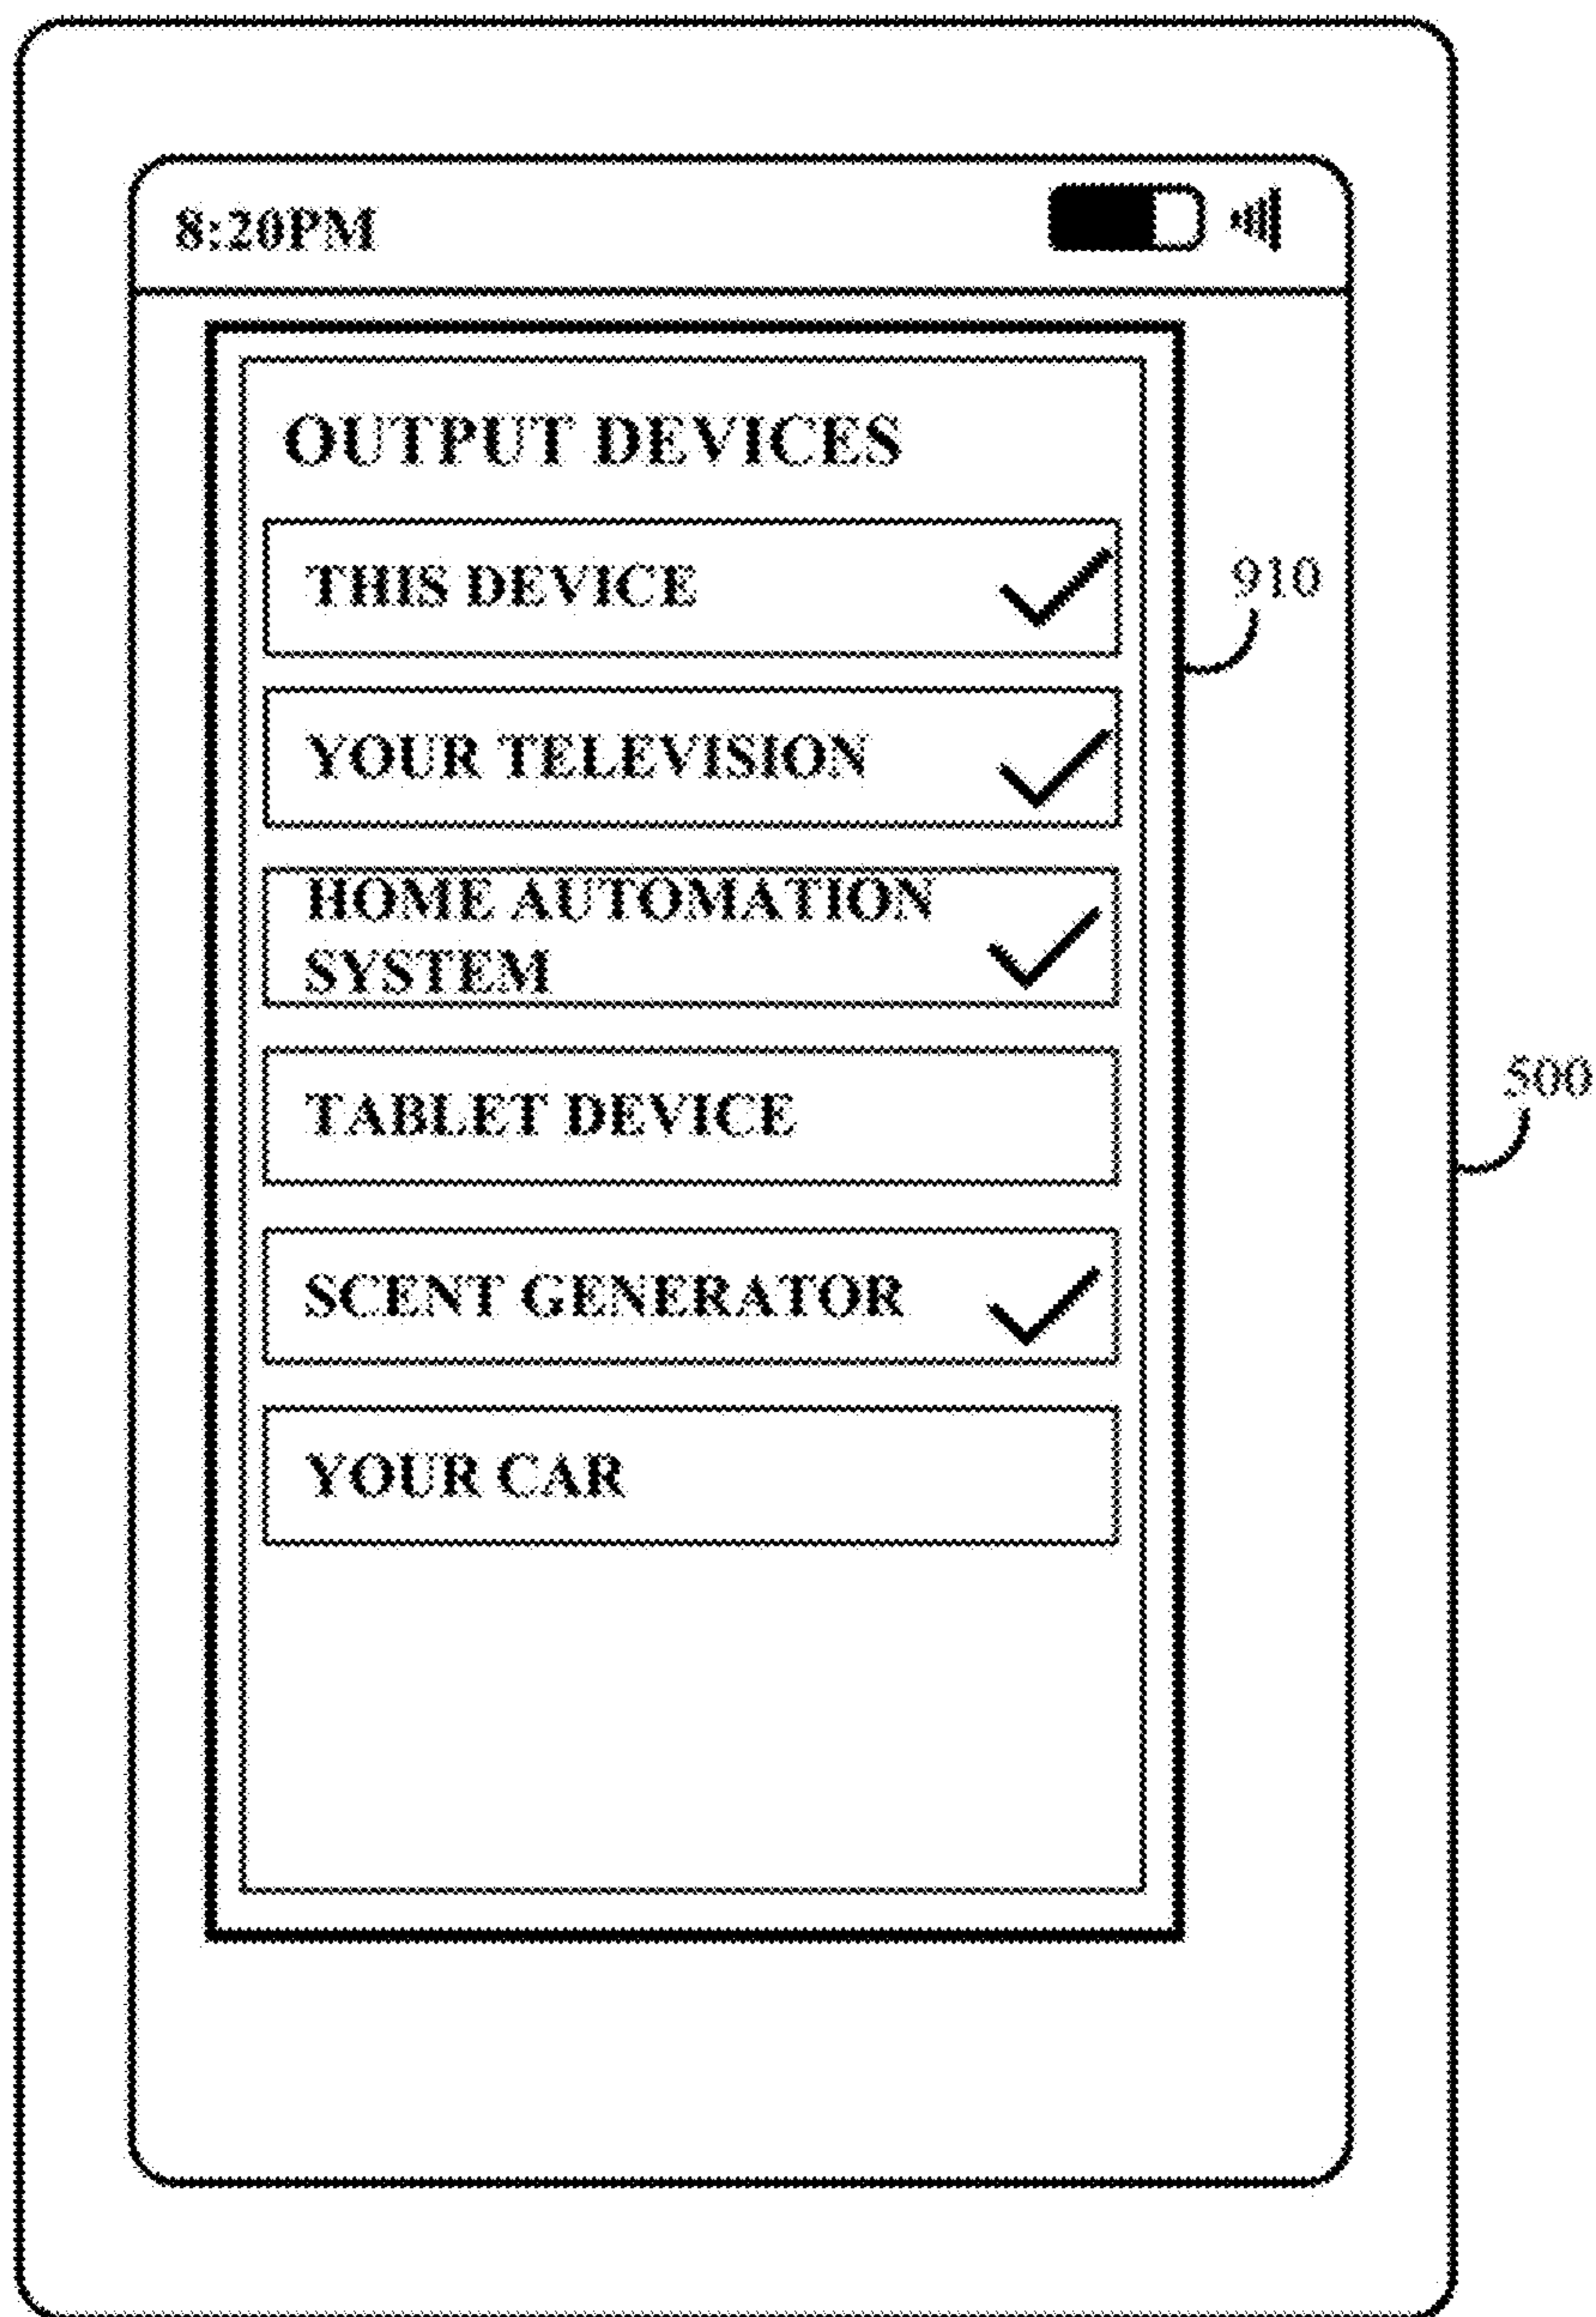 8:20PM
OUTPUT DEVICES
THIS DEVICE
910
YOUR TELEVISION
HOME AUTOMATION
SYSTEM
500
TABLET DEVICE
SCENT GENERATOR
YOUR CAR